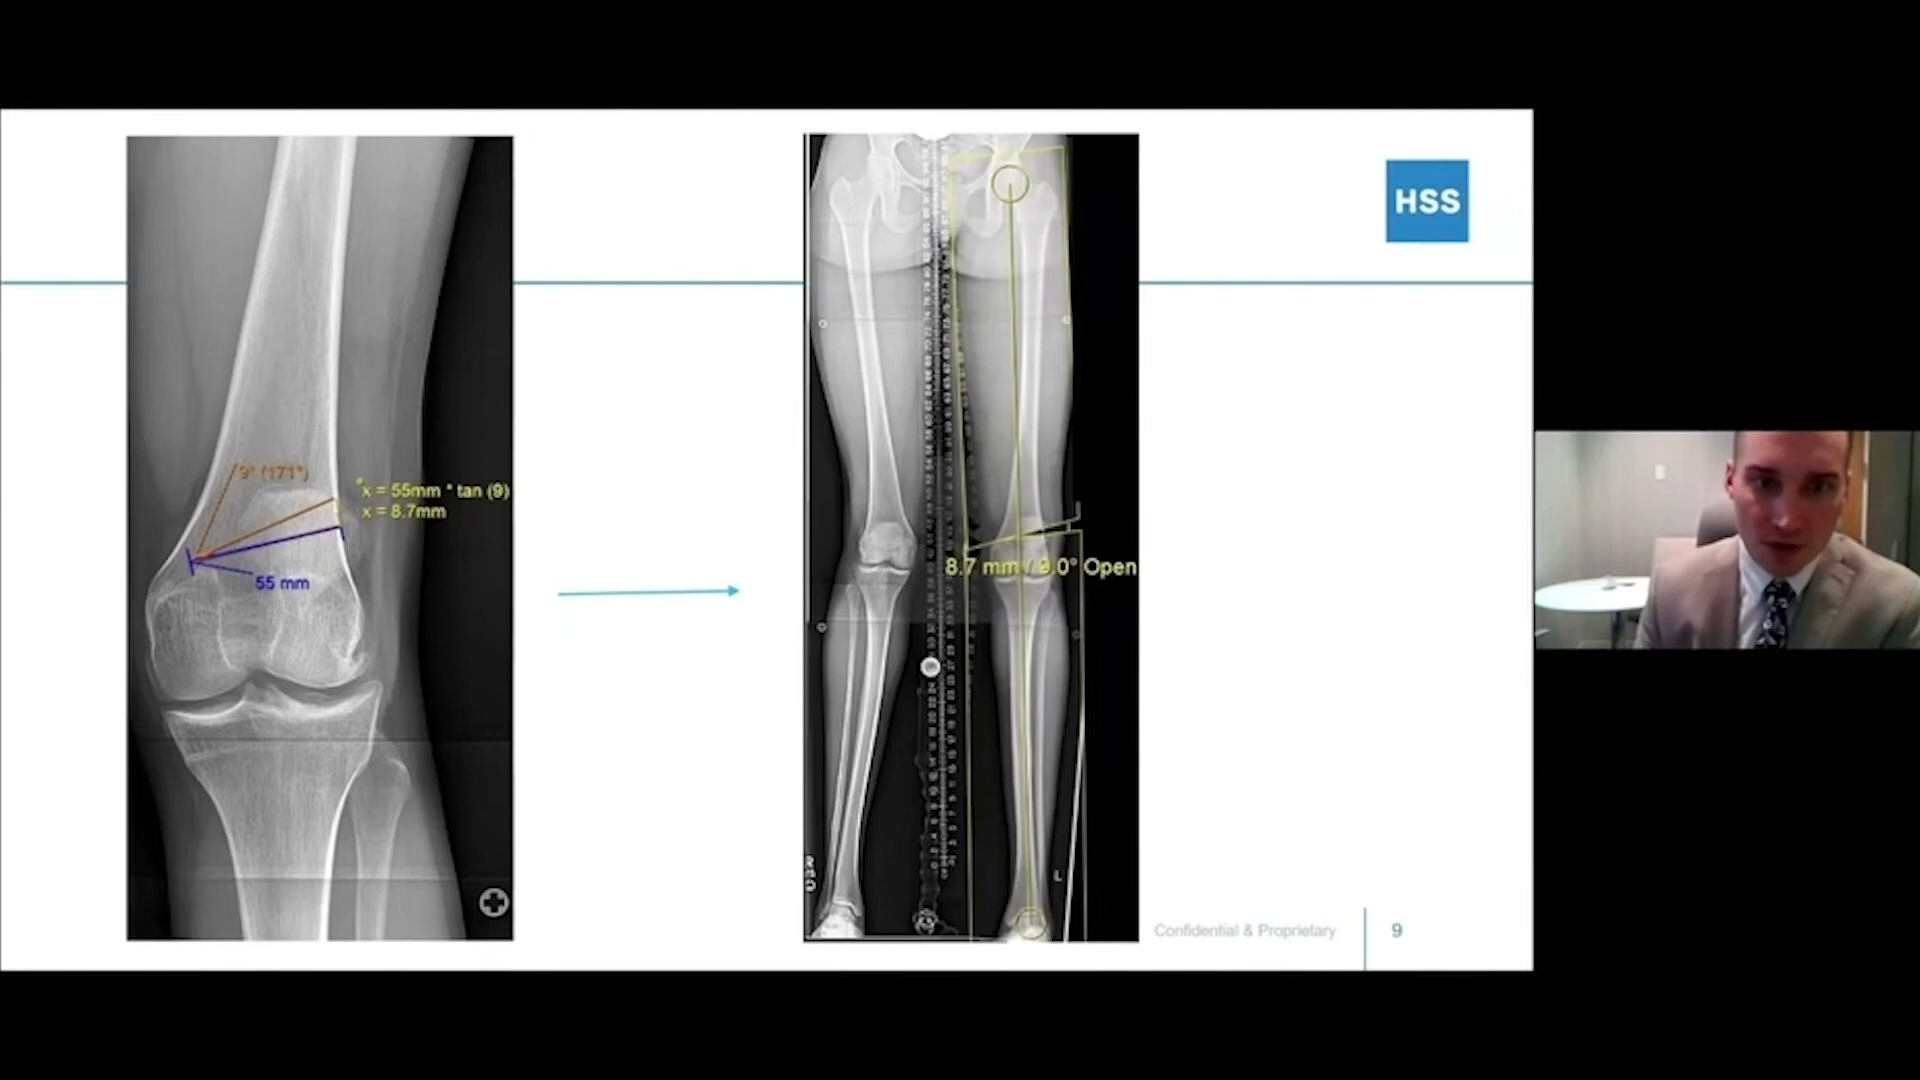 HSS
9° (171°)
x = 55mm * tan (9)
x = 8.7mm
55 mm
8.7 mm / 9.0° Open
L
Confidential & Proprietary
9